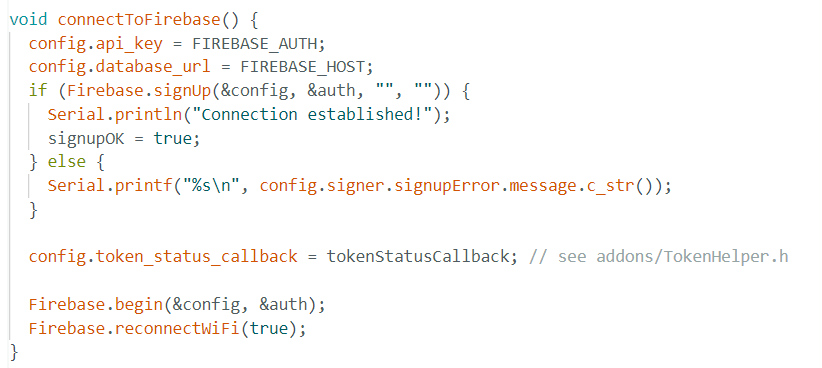 void connectToFirebase() {
  config.api_key = FIREBASE_AUTH;
  config.database_url = FIREBASE_HOST;
  if (Firebase.signUp(&config, &auth, "", "")) {
    Serial.println("Connection established!");
    signupOK = true;
  } else {
    Serial.printf("%s\n", config.signer.signupError.message.c_str());
  }

  config.token_status_callback = tokenStatusCallback; // see addons/TokenHelper.h

  Firebase.begin(&config, &auth);
  Firebase.reconnectWiFi(true);
}